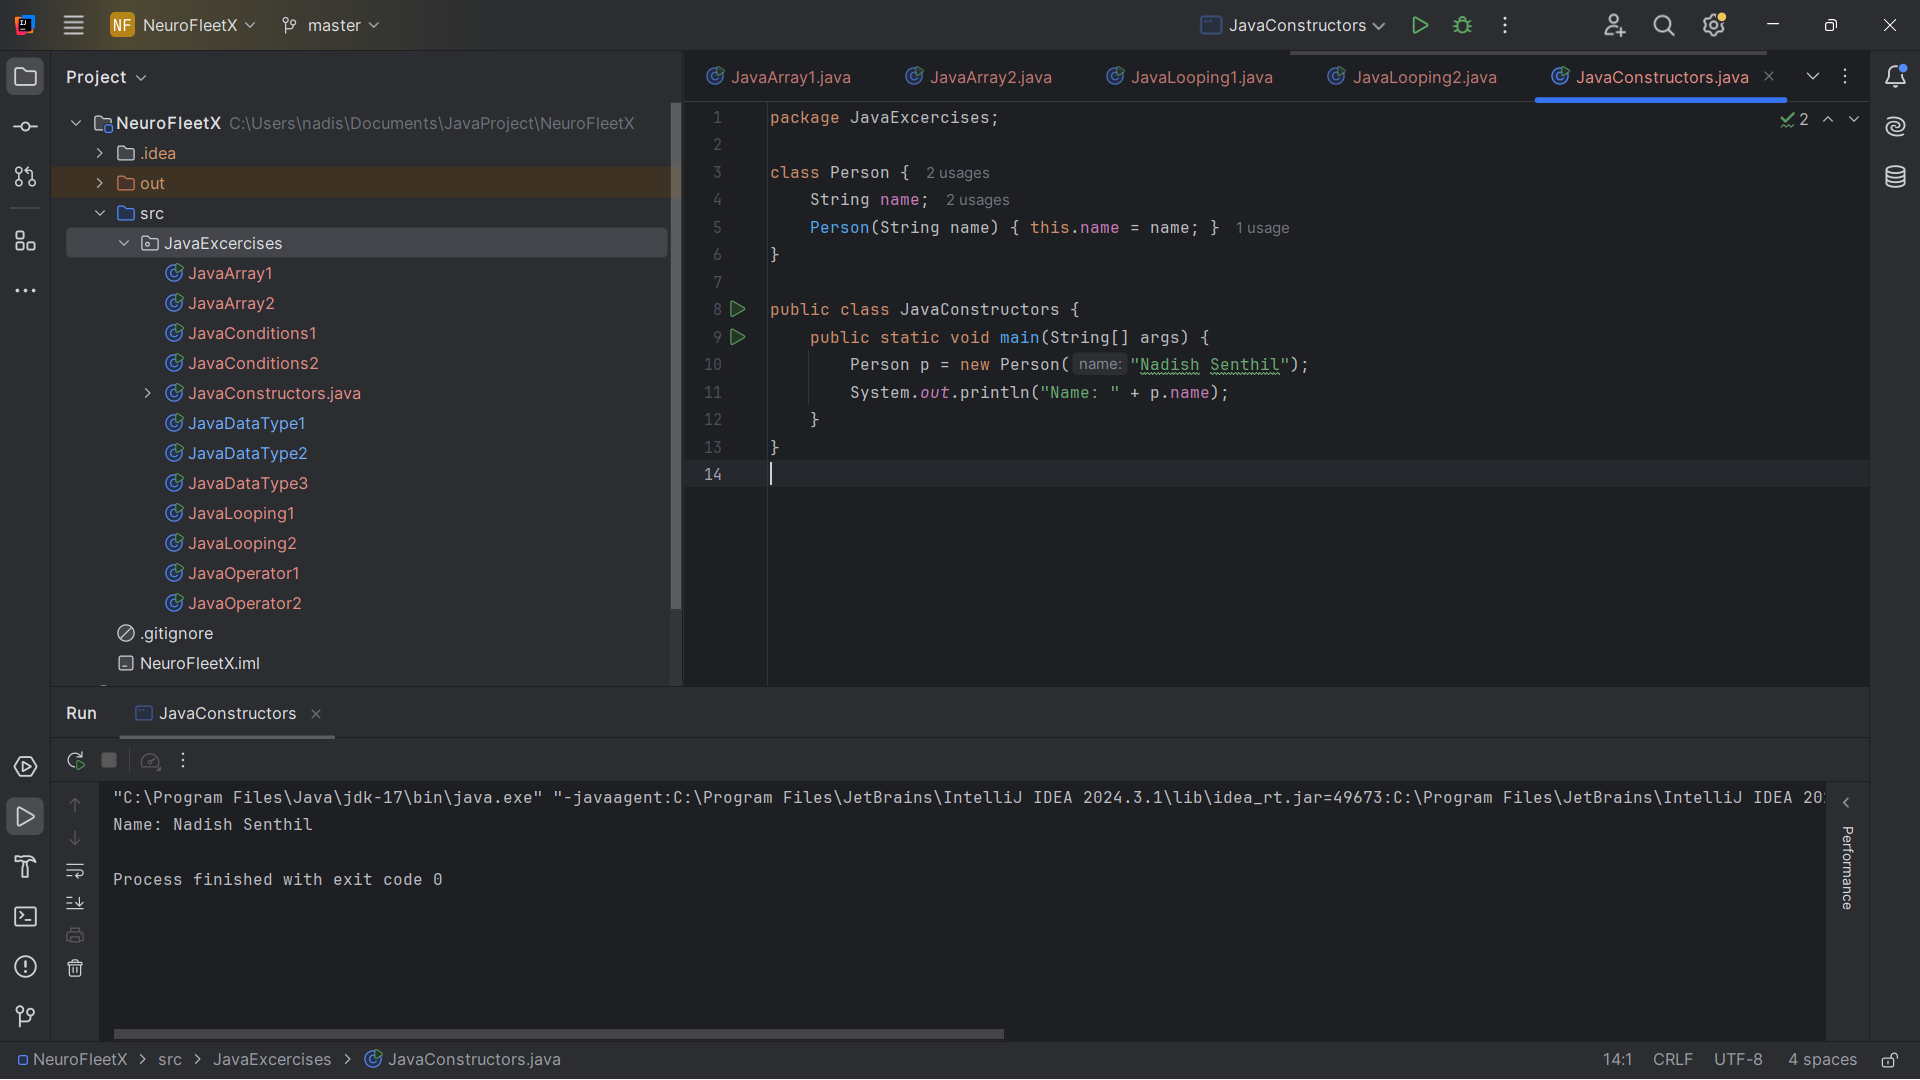 NF NeuroFleetX master JavaConstructors
Project
NeuroFleetX C:\Users\nadis\Documents\JavaProject\NeuroFleetX
.idea
out
src
JavaExcercises
JavaArray1
JavaArray2
JavaConditions1
JavaConditions2
JavaConstructors.java
JavaDataType1
JavaDataType2
JavaDataType3
JavaLooping1
JavaLooping2
JavaOperator1
JavaOperator2
.gitignore
NeuroFleetX.iml
JavaArray1.java JavaArray2.java JavaLooping1.java JavaLooping2.java JavaConstructors.java
2
1 package JavaExcercises;
2
3 class Person { 2 usages
4 String name; 2 usages
5 Person(String name) { this.name = name; } 1 usage
6 }
7
8 public class JavaConstructors {
9 public static void main(String[] args) {
10 Person p = new Person( name: "Nadish Senthil");
11 System.out.println("Name: " + p.name);
12 }
13 }
14
Run JavaConstructors
"C:\Program Files\Java\jdk-17\bin\java.exe" "-javaagent:C:\Program Files\JetBrains\IntelliJ IDEA 2024.3.1\lib\idea_rt.jar=49673:C:\Program Files\JetBrains\IntelliJ IDEA 20
Name: Nadish Senthil
Process finished with exit code 0
Performance
NeuroFleetX > src > JavaExcercises > JavaConstructors.java 14:1 CRLF UTF-8 4 spaces